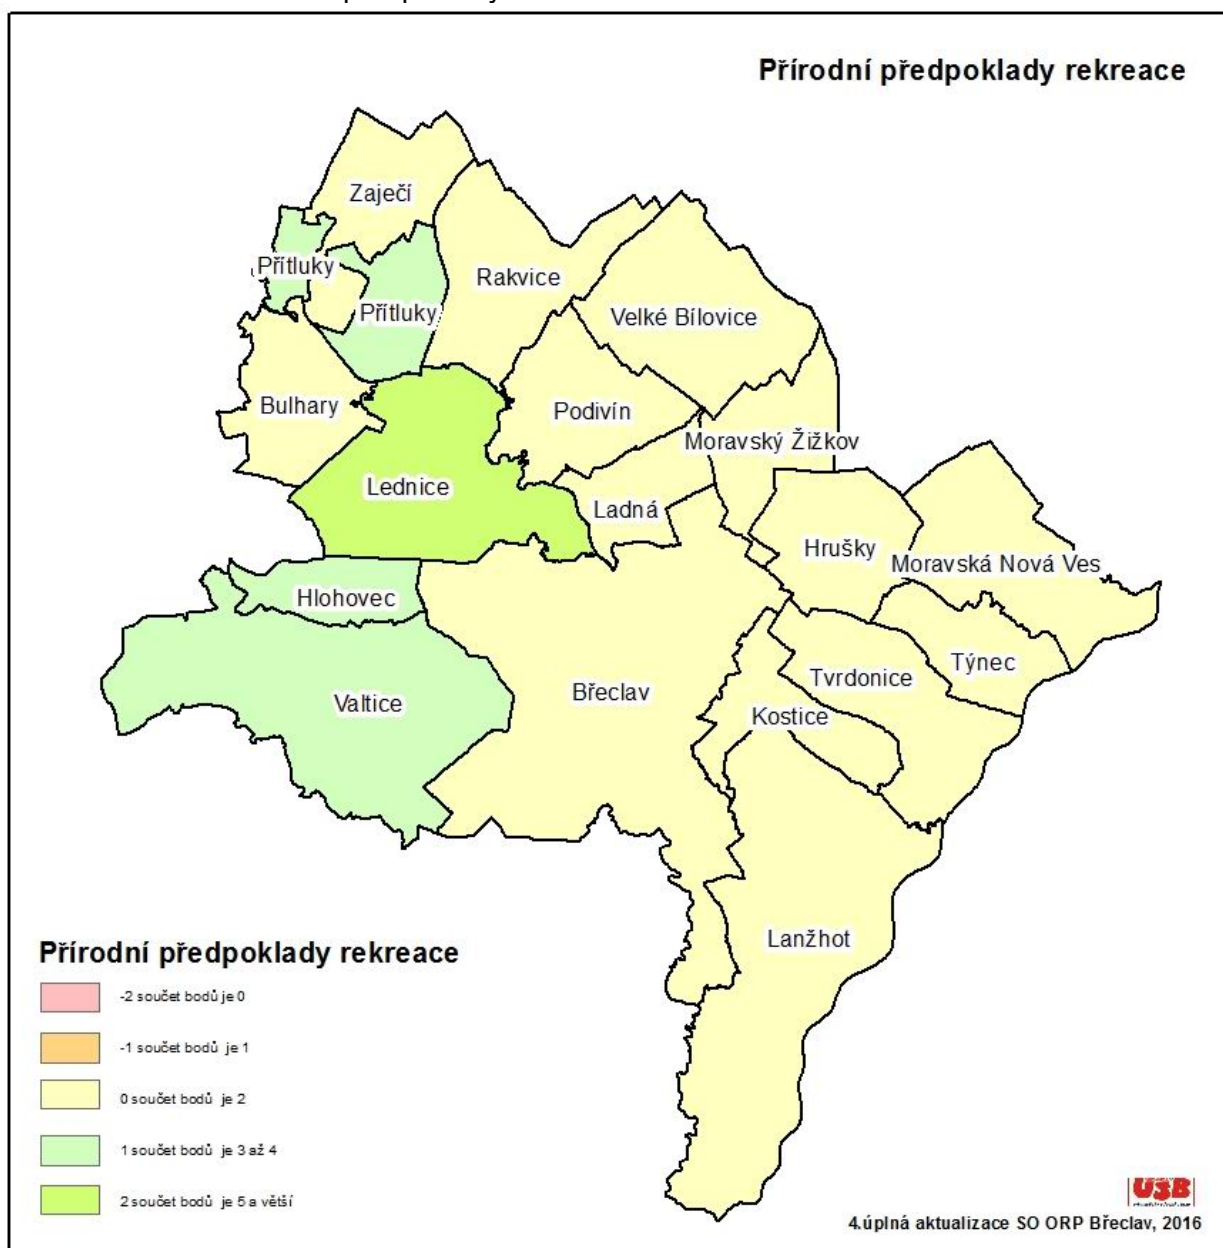 Přírodní předpoklady rekreace
Zaječí
Přítluky
Rakvice
Přítluky
Velké Bílovice
Bulhary
Podivín
Moravský Žižkov
Lednice
Ladná
Hrušky
Moravská Nová Ves
Hlohovec
Týnec
Tvrdonice
Břeclav
Valtice
Kostice
Lanžhot
Přírodní předpoklady rekreace
-2 součet bodů je 0
-1 součet bodů je 1
0 součet bodů je 2
1 součet bodů je 3 až 4
2 součet bodů je 5 a větší
U3B
4.úplná aktualizace SO ORP Břeclav, 2016